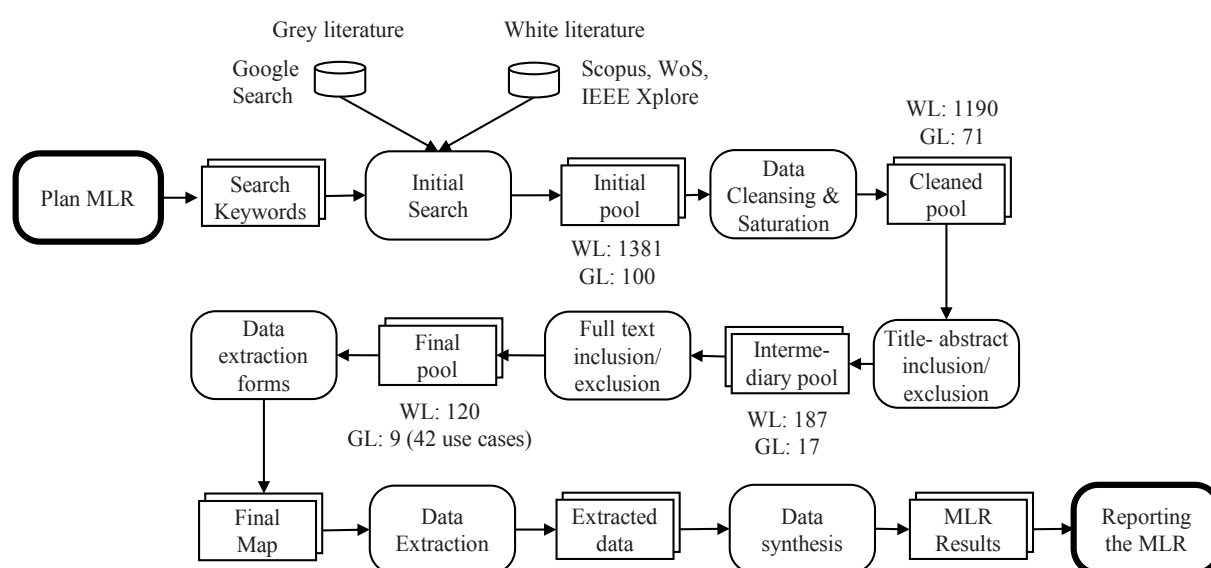 Grey literature
White literature
Google
Search
Scopus, WoS,
IEEE Xplore
WL: 1190
GL: 71
Plan MLR
Search
Keywords
Initial
Search
Initial
pool
Data
Cleansing &
Saturation
Cleaned
pool
WL: 1381
GL: 100
Data
extraction
forms
Final
pool
Full text
inclusion/
exclusion
Interme-
diary pool
Title- abstract
inclusion/
exclusion
WL: 120
GL: 9 (42 use cases)
WL: 187
GL: 17
Final
Map
Data
Extraction
Extracted
data
Data
synthesis
MLR
Results
Reporting
the MLR